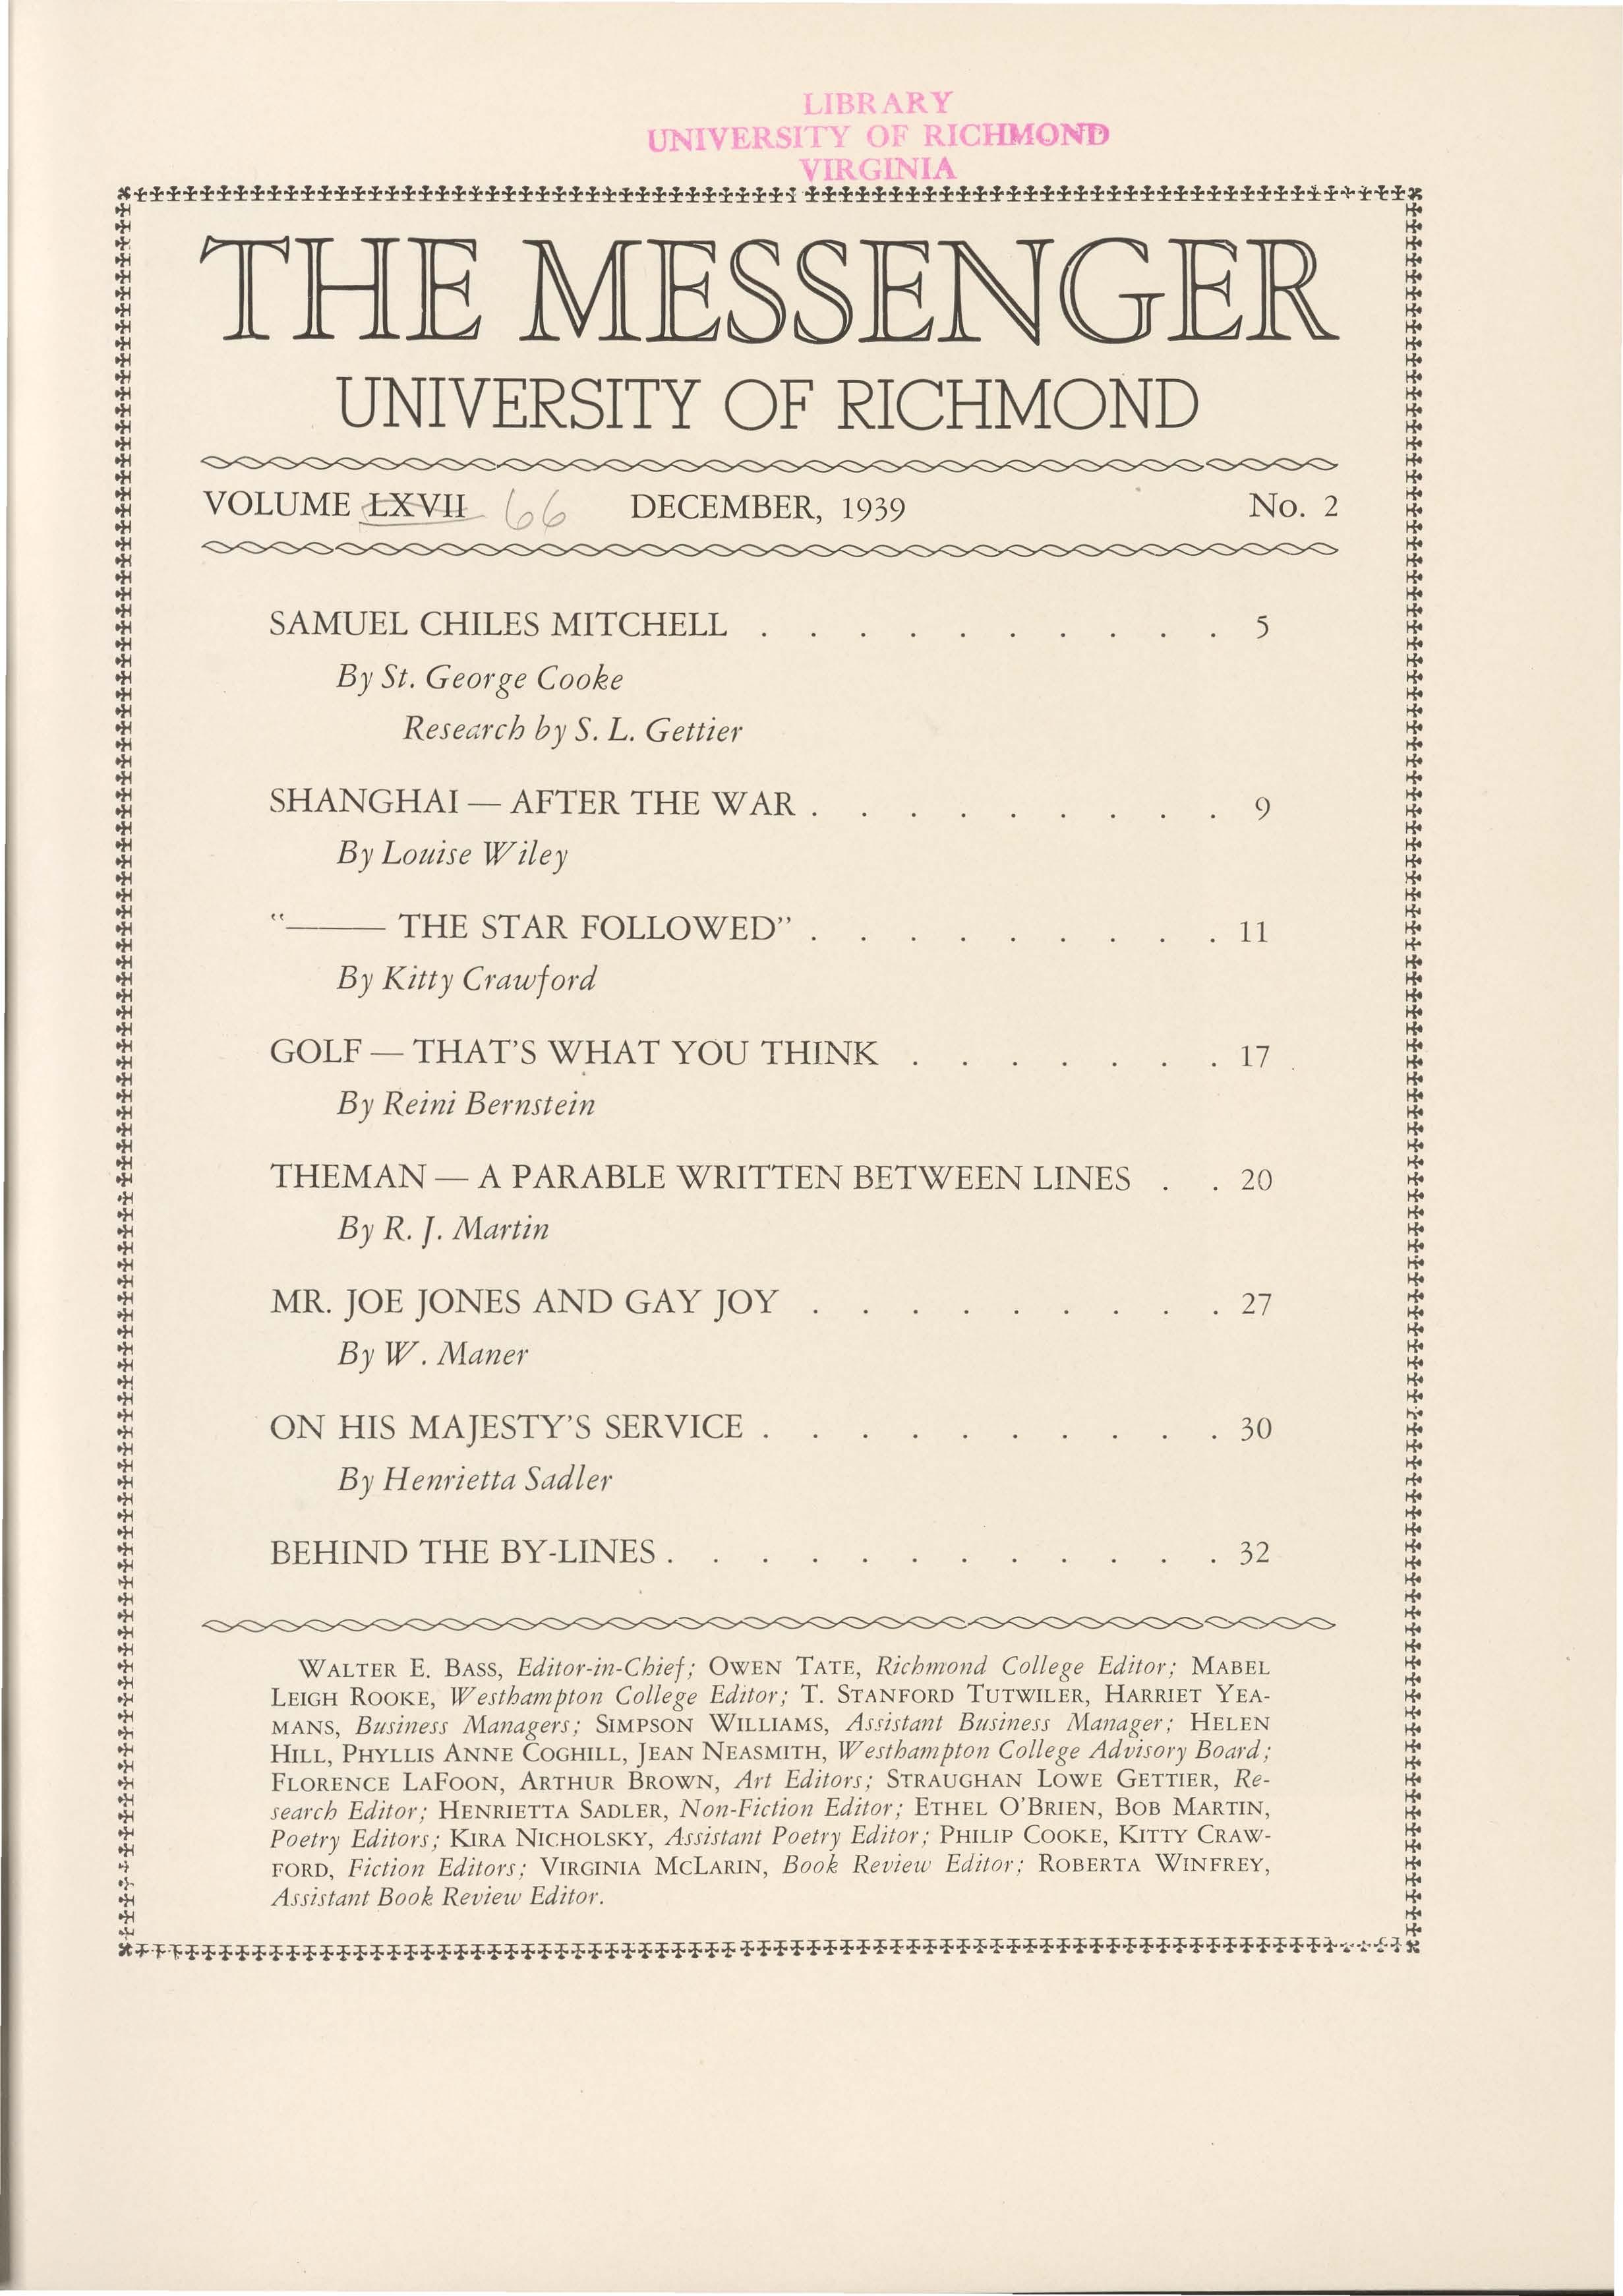 LIBRARY
UNIVERSITY OF RICHMOND
VIRGINIA
THE MESSENGER
UNIVERSITY OF RICHMOND
VOLUME LXVII 66 DECEMBER, 1939 No. 2
SAMUEL CHILES MITCHELL . . . . . . . . . . 5
By St. George Cooke
Research by S. L. Gettier
SHANGHAI — AFTER THE WAR . . . . . . . . . 9
By Louise Wiley
“—— THE STAR FOLLOWED” . . . . . . . . . 11
By Kitty Crawford
GOLF — THAT'S WHAT YOU THINK . . . . . . . 17
By Reini Bernstein
THEMAN — A PARABLE WRITTEN BETWEEN LINES . . 20
By R. J. Martin
MR. JOE JONES AND GAY JOY . . . . . . . . . 27
By W. Maner
ON HIS MAJESTY'S SERVICE . . . . . . . . . . 30
By Henrietta Sadler
BEHIND THE BY-LINES . . . . . . . . . . . . 32
WALTER E. BASS, Editor-in-Chief; OWEN TATE, Richmond College Editor; MABEL
LEIGH ROOKE, Westhampton College Editor; T. STANFORD TUTWILER, HARRIET YEA-
MANS, Business Managers; SIMPSON WILLIAMS, Assistant Business Manager; HELEN
HILL, PHYLLIS ANNE COGHILL, JEAN NEASMITH, Westhampton College Advisory Board;
FLORENCE LAFOON, ARTHUR BROWN, Art Editors; STRAUGHAN LOWE GETTIER, Re-
search Editor; HENRIETTA SADLER, Non-Fiction Editor; ETHEL O'BRIEN, BOB MARTIN,
Poetry Editors; KIRA NICHOLSKY, Assistant Poetry Editor; PHILIP COOKE, KITTY CRAW-
FORD, Fiction Editors; VIRGINIA MCLARIN, Book Review Editor; ROBERTA WINFREY,
Assistant Book Review Editor.